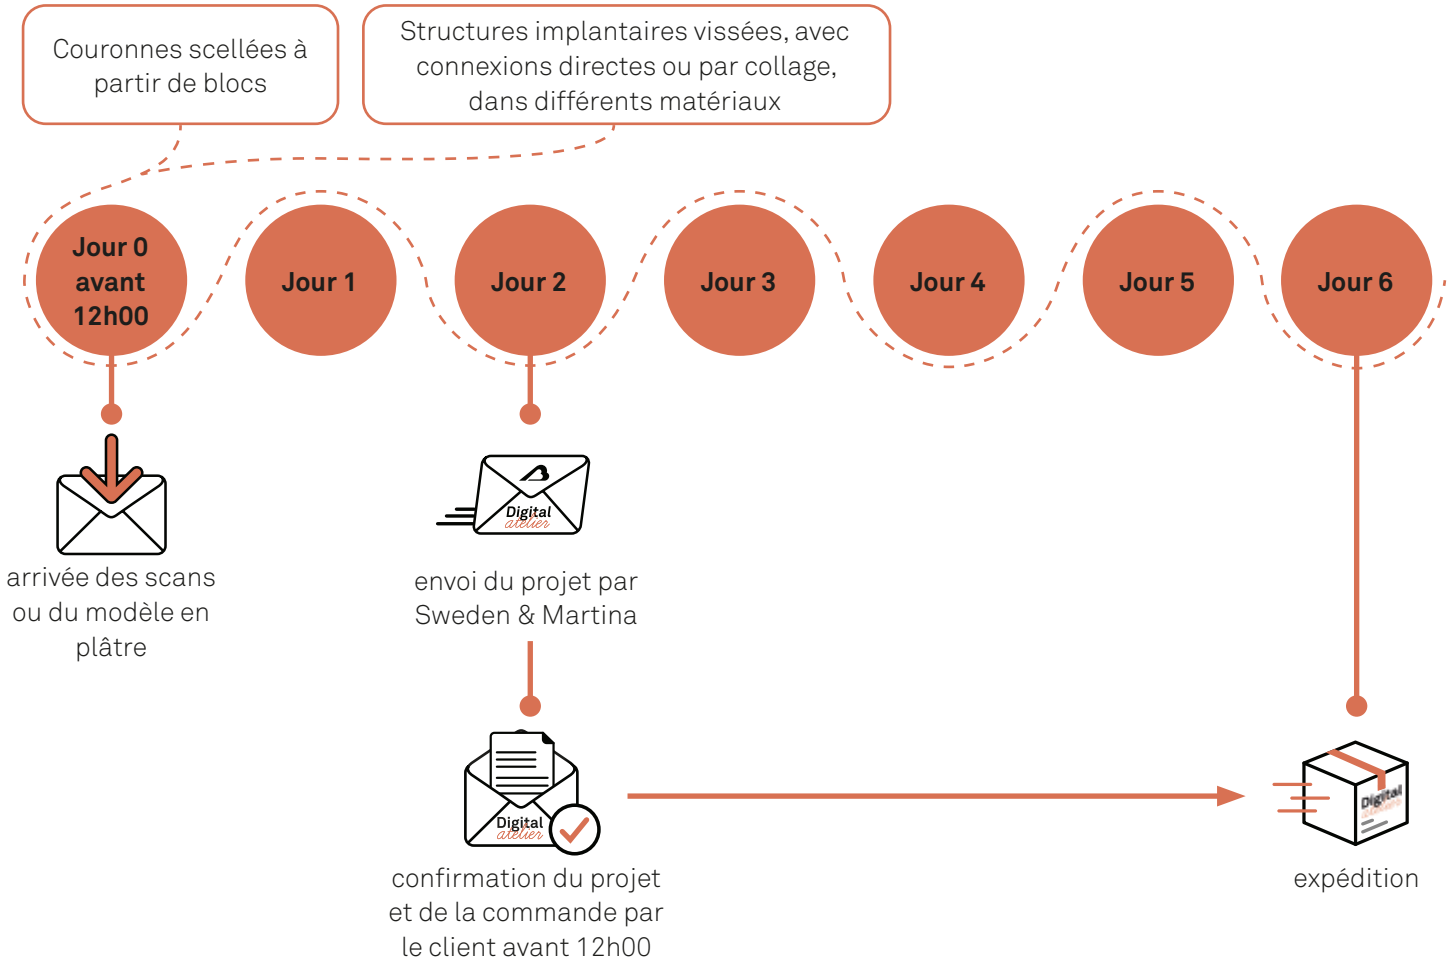 Couronnes scellées à
partir de blocs
Structures implantaires vissées, avec
connexions directes ou par collage,
dans différents matériaux
Jour 0
avant
12h00
Jour 1
Jour 2
Jour 3
Jour 4
Jour 5
Jour 6
arrivée des scans
ou du modèle en
plâtre
Digital
atelier
envoi du projet par
Sweden & Martina
Digital
atelier
confirmation du projet
et de la commande par
le client avant 12h00
Digital
expédition